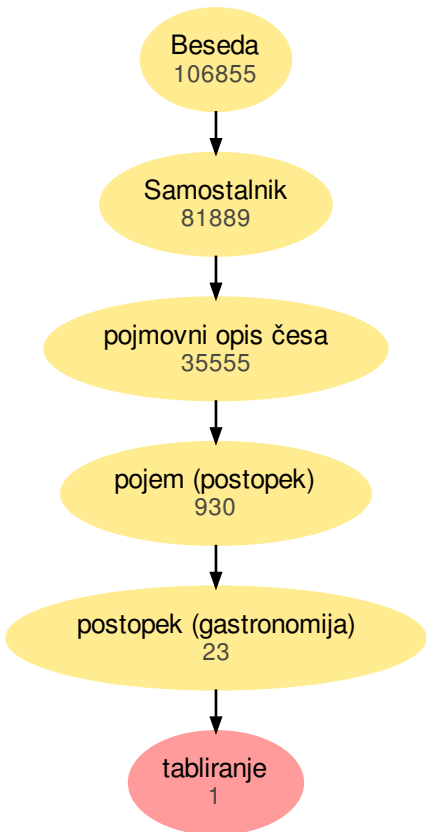 Beseda
106855
Samostalnik
81889
pojmovni opis česa
35555
pojem (postopek)
930
postopek (gastronomija)
23
tabliranje
1